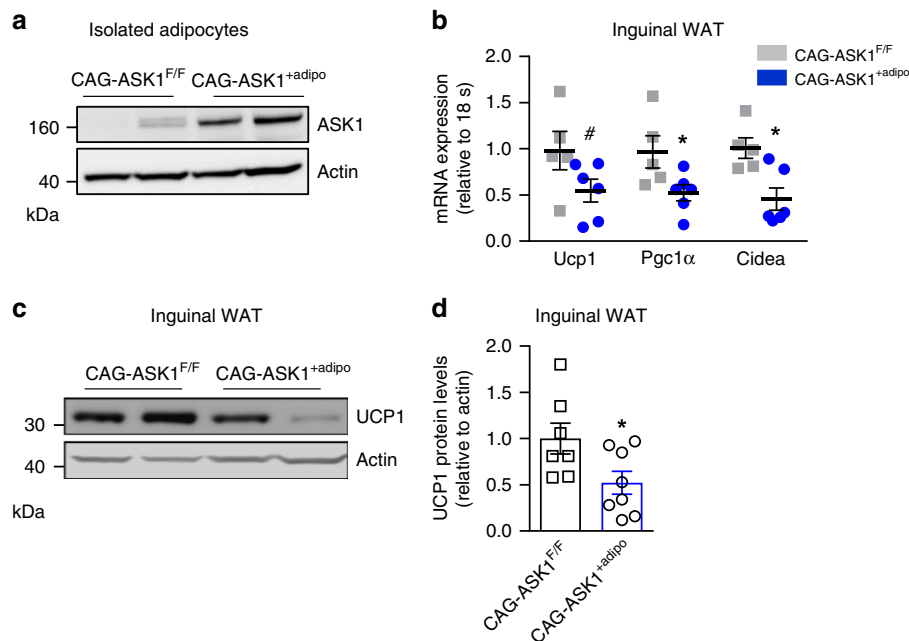 a
Isolated adipocytes
CAG-ASK1F/F CAG-ASK1+adipo
160
ASK1
40
Actin
kDa
b
Inguinal WAT
CAG-ASK1F/F
CAG-ASK1+adipo
mRNA expression
(relative to 18 s)
2.0
1.5
1.0
0.5
0.0
# * *
Ucp1 Pgc1α Cidea
c
Inguinal WAT
CAG-ASK1F/F CAG-ASK1+adipo
30
UCP1
40
Actin
kDa
d
Inguinal WAT
UCP1 protein levels
(relative to actin)
2.0
1.5
1.0
0.5
0.0
*
CAG-ASK1F/F
CAG-ASK1+adipo